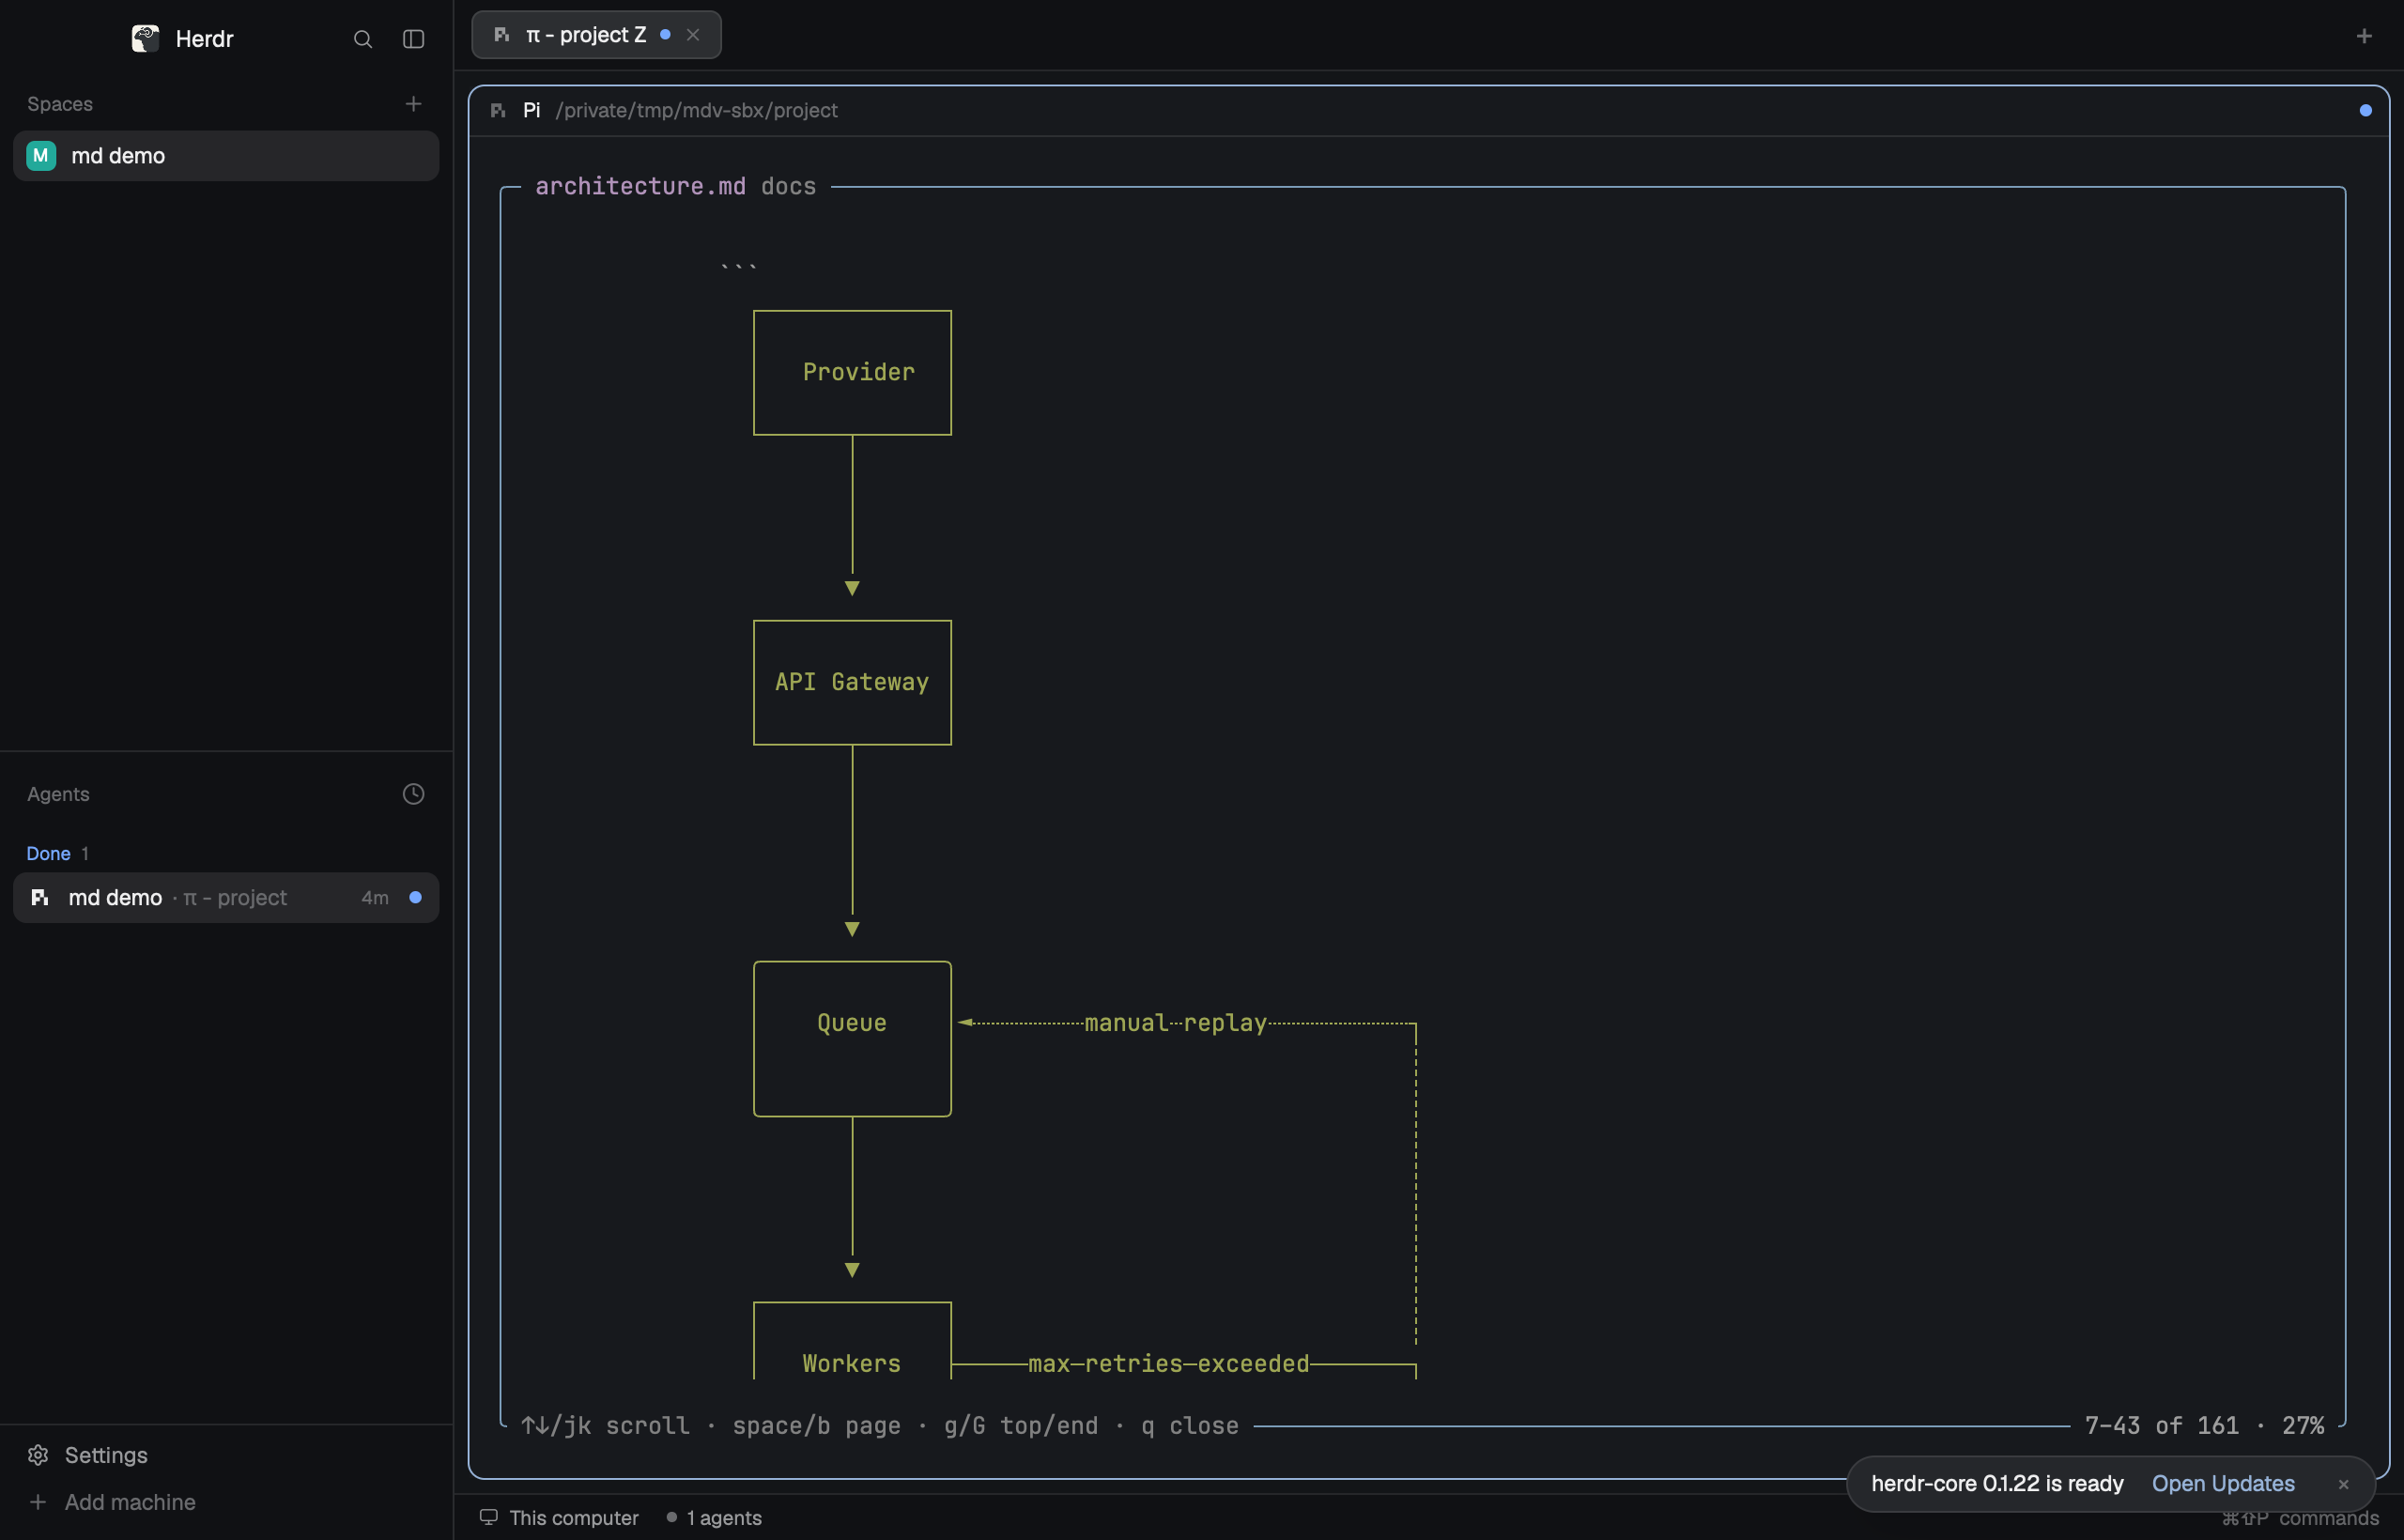 Herdr
Spaces
M md demo
Agents
Done 1
md demo · π - project 4m
Settings
Add machine
π - project Z
Pi /private/tmp/mdv-sbx/project
architecture.md docs
```
Provider
API Gateway
Queue
manual replay
Workers
max retries exceeded
↑↓/jk scroll · space/b page · g/G top/end · q close
7-43 of 161 · 27%
herdr-core 0.1.22 is ready Open Updates
This computer 1 agents
⌘⇧P commands